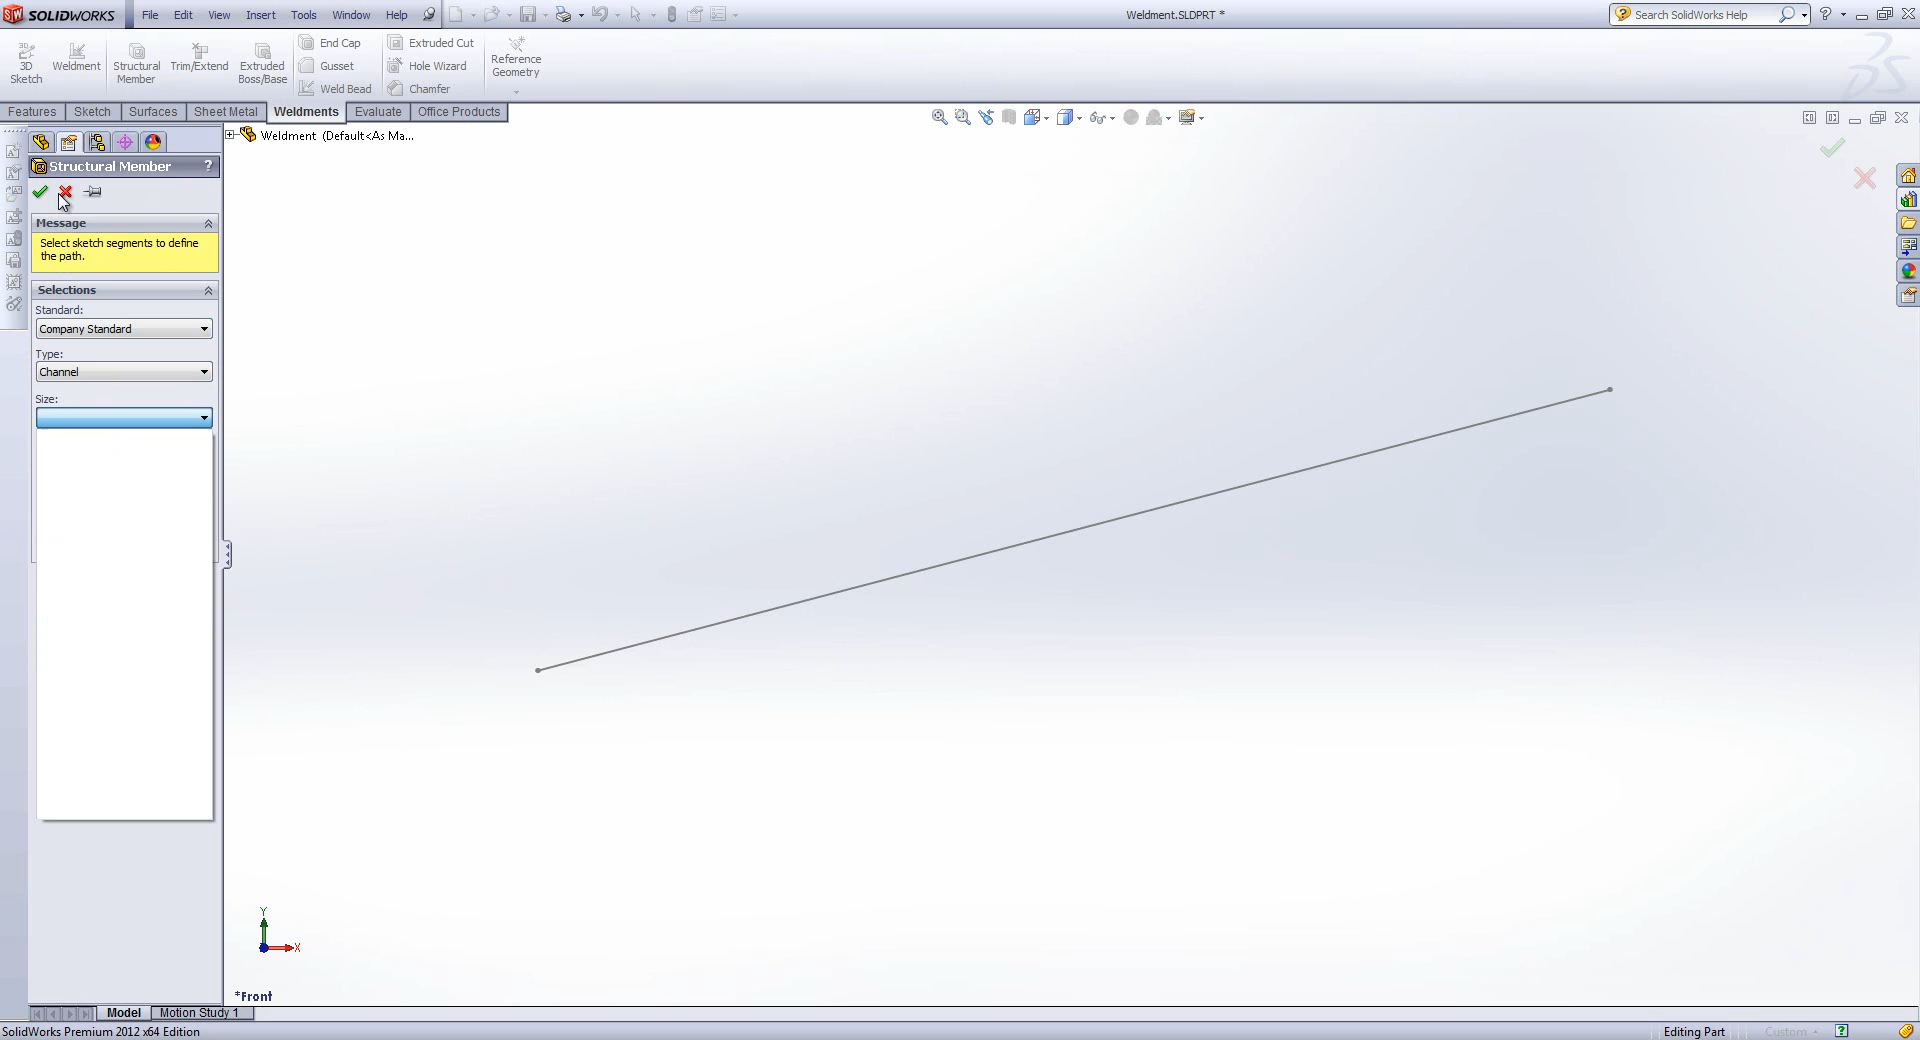 SOLIDWORKS File Edit View Insert Tools Window Help Weldment.SLDPRT * Search SolidWorks Help
3D Sketch
Weldment
Structural Member
Trim/Extend
Extruded Boss/Base
End Cap
Gusset
Weld Bead
Extruded Cut
Hole Wizard
Chamfer
Reference Geometry
Features Sketch Surfaces Sheet Metal Weldments Evaluate Office Products
Weldment (Default<As Ma...
Structural Member ?
Message
Select sketch segments to define
the path.
Selections
Standard:
Company Standard
Type:
Channel
Size:
Y
X
*Front
Model Motion Study 1
SolidWorks Premium 2012 x64 Edition Editing Part Custom